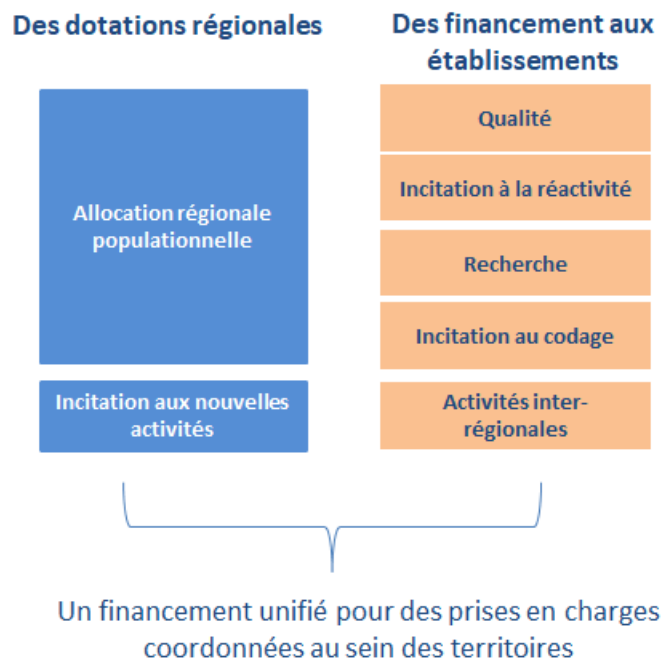 Des dotations régionales
Allocation régionale
populationnelle
Incitation aux nouvelles
activités
Des financement aux
établissements
Qualité
Incitation à la réactivité
Recherche
Incitation au codage
Activités inter-
régionales
Un financement unifié pour des prises en charges
coordonnées au sein des territoires